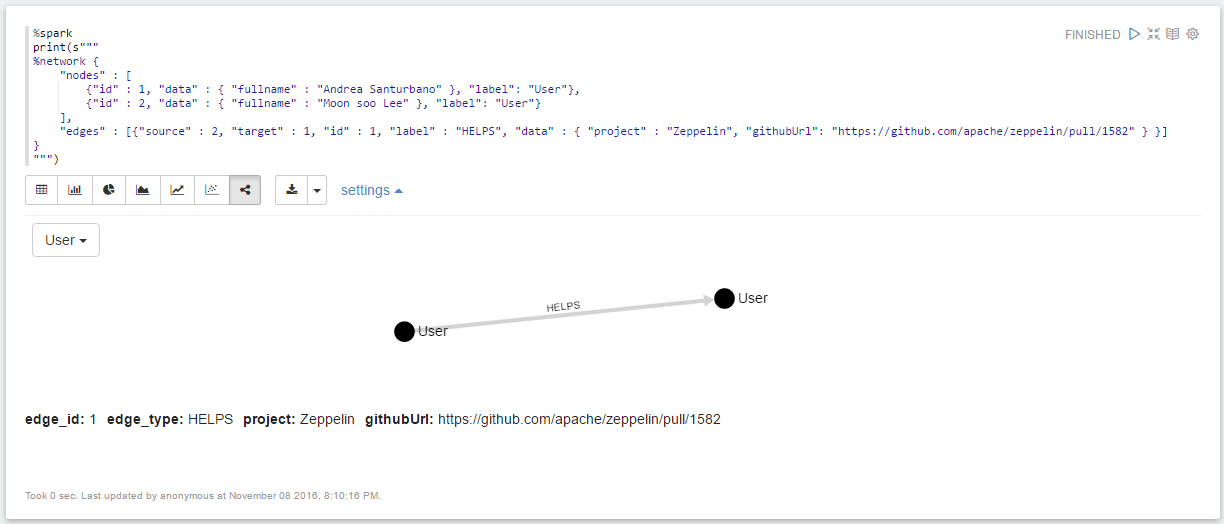 %spark
FINISHED
print(s"""
%network {
    "nodes" : [
        {"id" : 1, "data" : { "fullname" : "Andrea Santurbano" }, "label": "User"},
        {"id" : 2, "data" : { "fullname" : "Moon soo Lee" }, "label": "User"}
    ],
    "edges" : [{"source" : 2, "target" : 1, "id" : 1, "label" : "HELPS", "data" : { "project" : "Zeppelin", "githubUrl": "https://github.com/apache/zeppelin/pull/1582" } }]
}
""")
settings
User
HELPS
User
User
edge_id: 1 edge_type: HELPS project: Zeppelin githubUrl: https://github.com/apache/zeppelin/pull/1582
Took 0 sec. Last updated by anonymous at November 08 2016, 8:10:16 PM.